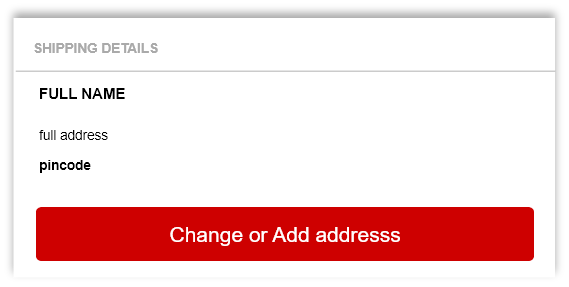 SHIPPING DETAILS
FULL NAME
full address
pincode
Change or Add addresss